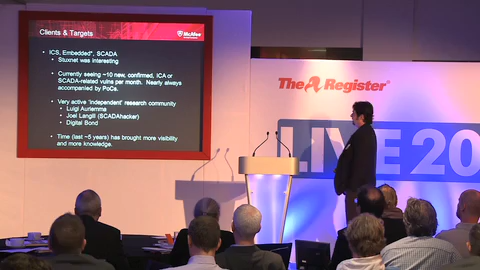 Clients & Targets
McAfee
• ICS, Embedded*, SCADA
• Stuxnet was interesting
• Currently seeing ~10 new, confirmed, ICA or
SCADA-related vulns per month. Nearly always
accompanied by PoCs.
• Very active 'independent' research community
• Luigi Auriemma
• Joel Langill (SCADAhacker)
• Digital Bond
• Time (last ~5 years) has brought more visibility
and more knowledge.
The Register®
LIVE 20